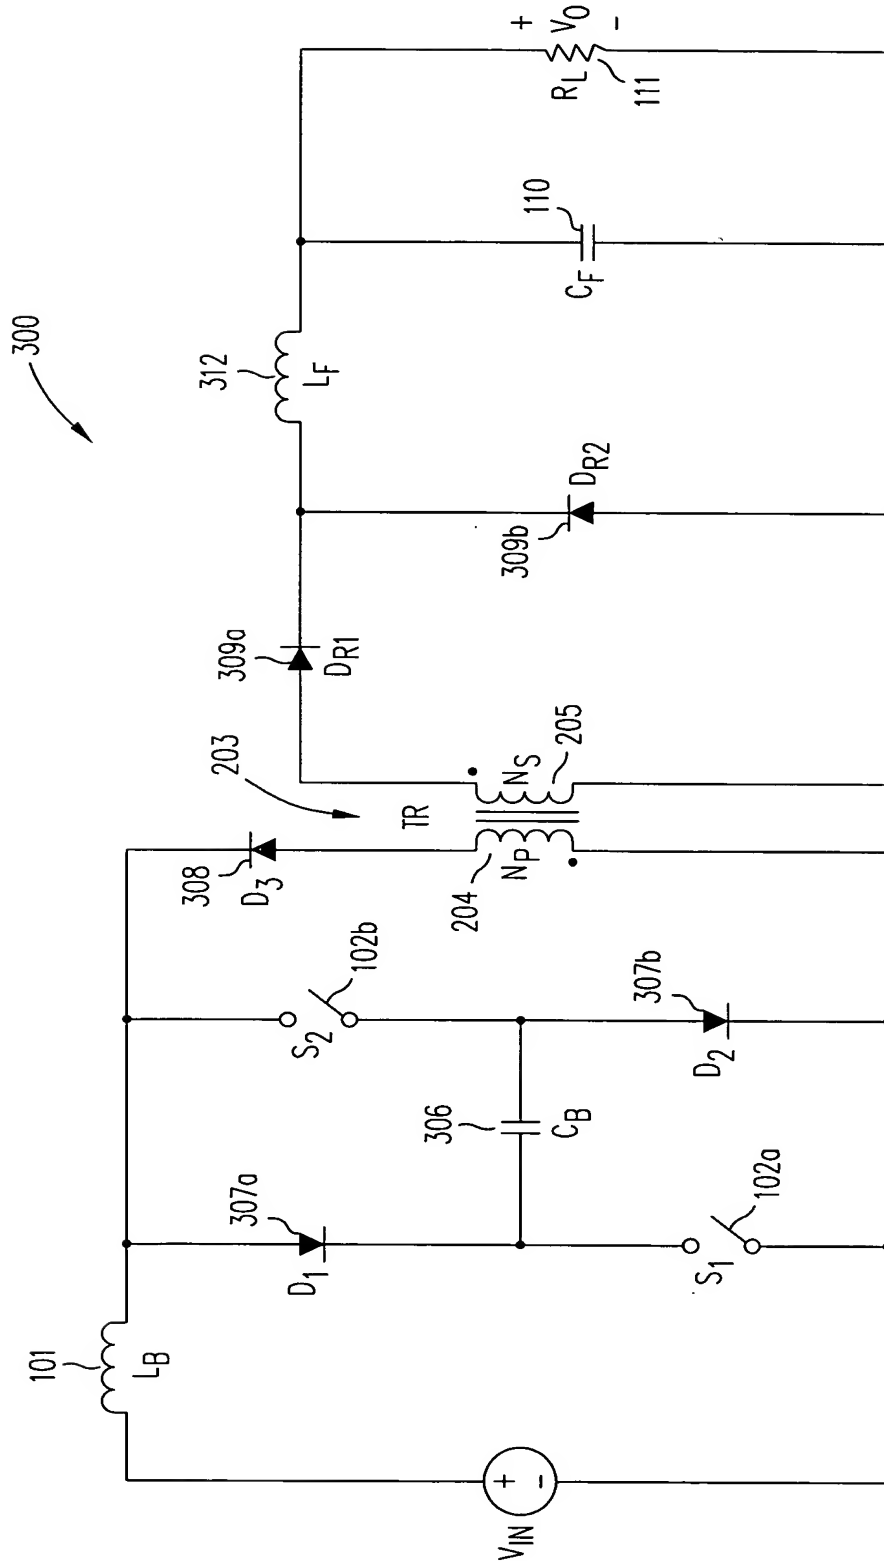 300
101
L_B
307a
D_1
306
C_B
S_2
102b
308
D_3
203
TR
204
N_P
N_S
205
309a
D_R1
312
L_F
309b
D_R2
110
C_F
+
V_O
-
R_L
111
V_IN
+
-
S_1
102a
D_2
307b